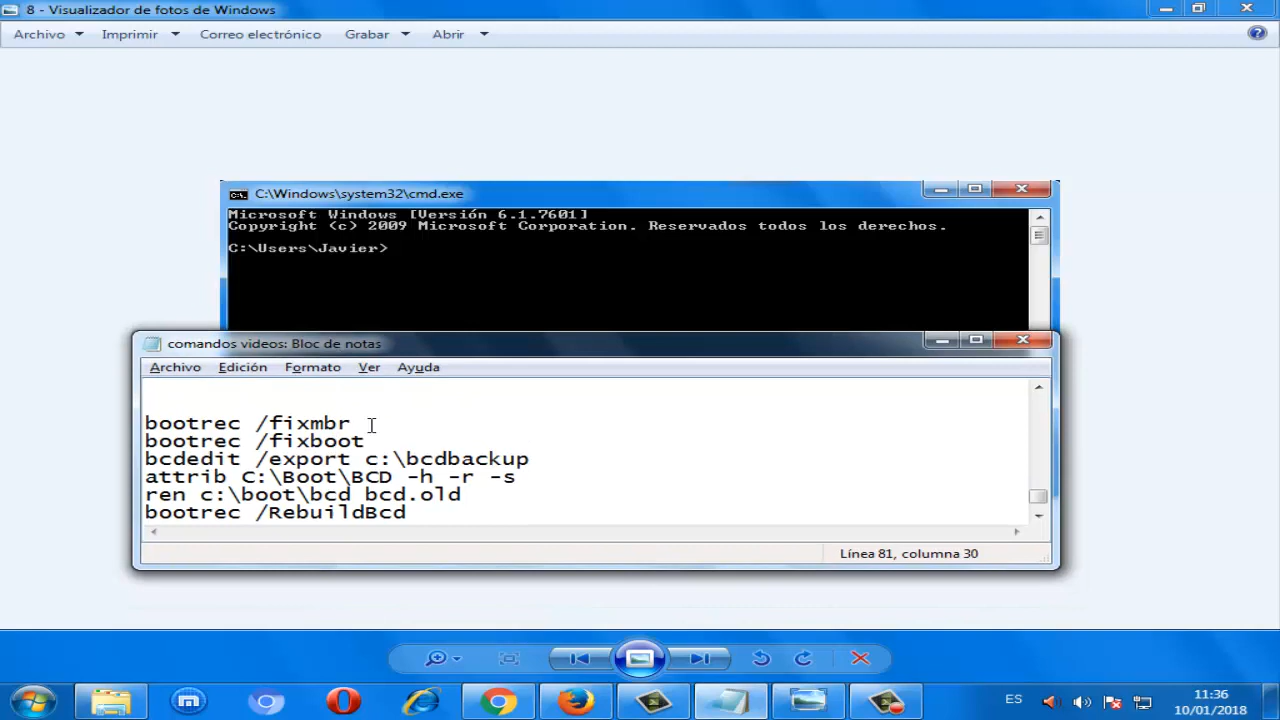 8 - Visualizador de fotos de Windows
Archivo Imprimir Correo electrónico Grabar Abrir
C:\Windows\system32\cmd.exe
Microsoft Windows [Versión 6.1.7601]
Copyright (c) 2009 Microsoft Corporation. Reservados todos los derechos.
C:\Users\Javier>
comandos videos: Bloc de notas
Archivo Edición Formato Ver Ayuda
bootrec /fixmbr
bootrec /fixboot
bcdedit /export c:\bcdbackup
attrib C:\Boot\BCD -h -r -s
ren c:\boot\bcd bcd.old
bootrec /RebuildBcd
Línea 81, columna 30
ES
11:36
10/01/2018